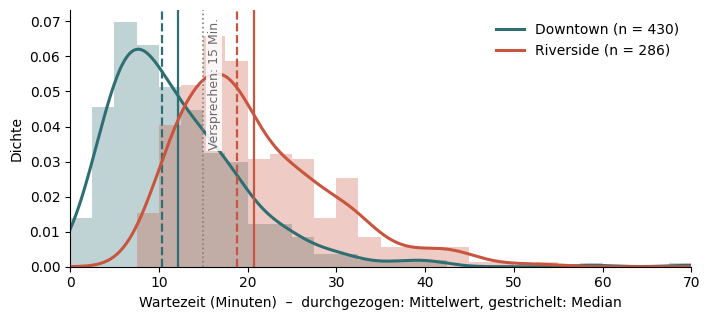 Downtown (n = 430)
Riverside (n = 286)
Versprechen: 15 Min.
Dichte
0.07
0.06
0.05
0.04
0.03
0.02
0.01
0.00
0 10 20 30 40 50 60 70
Wartezeit (Minuten) – durchgezogen: Mittelwert, gestrichelt: Median